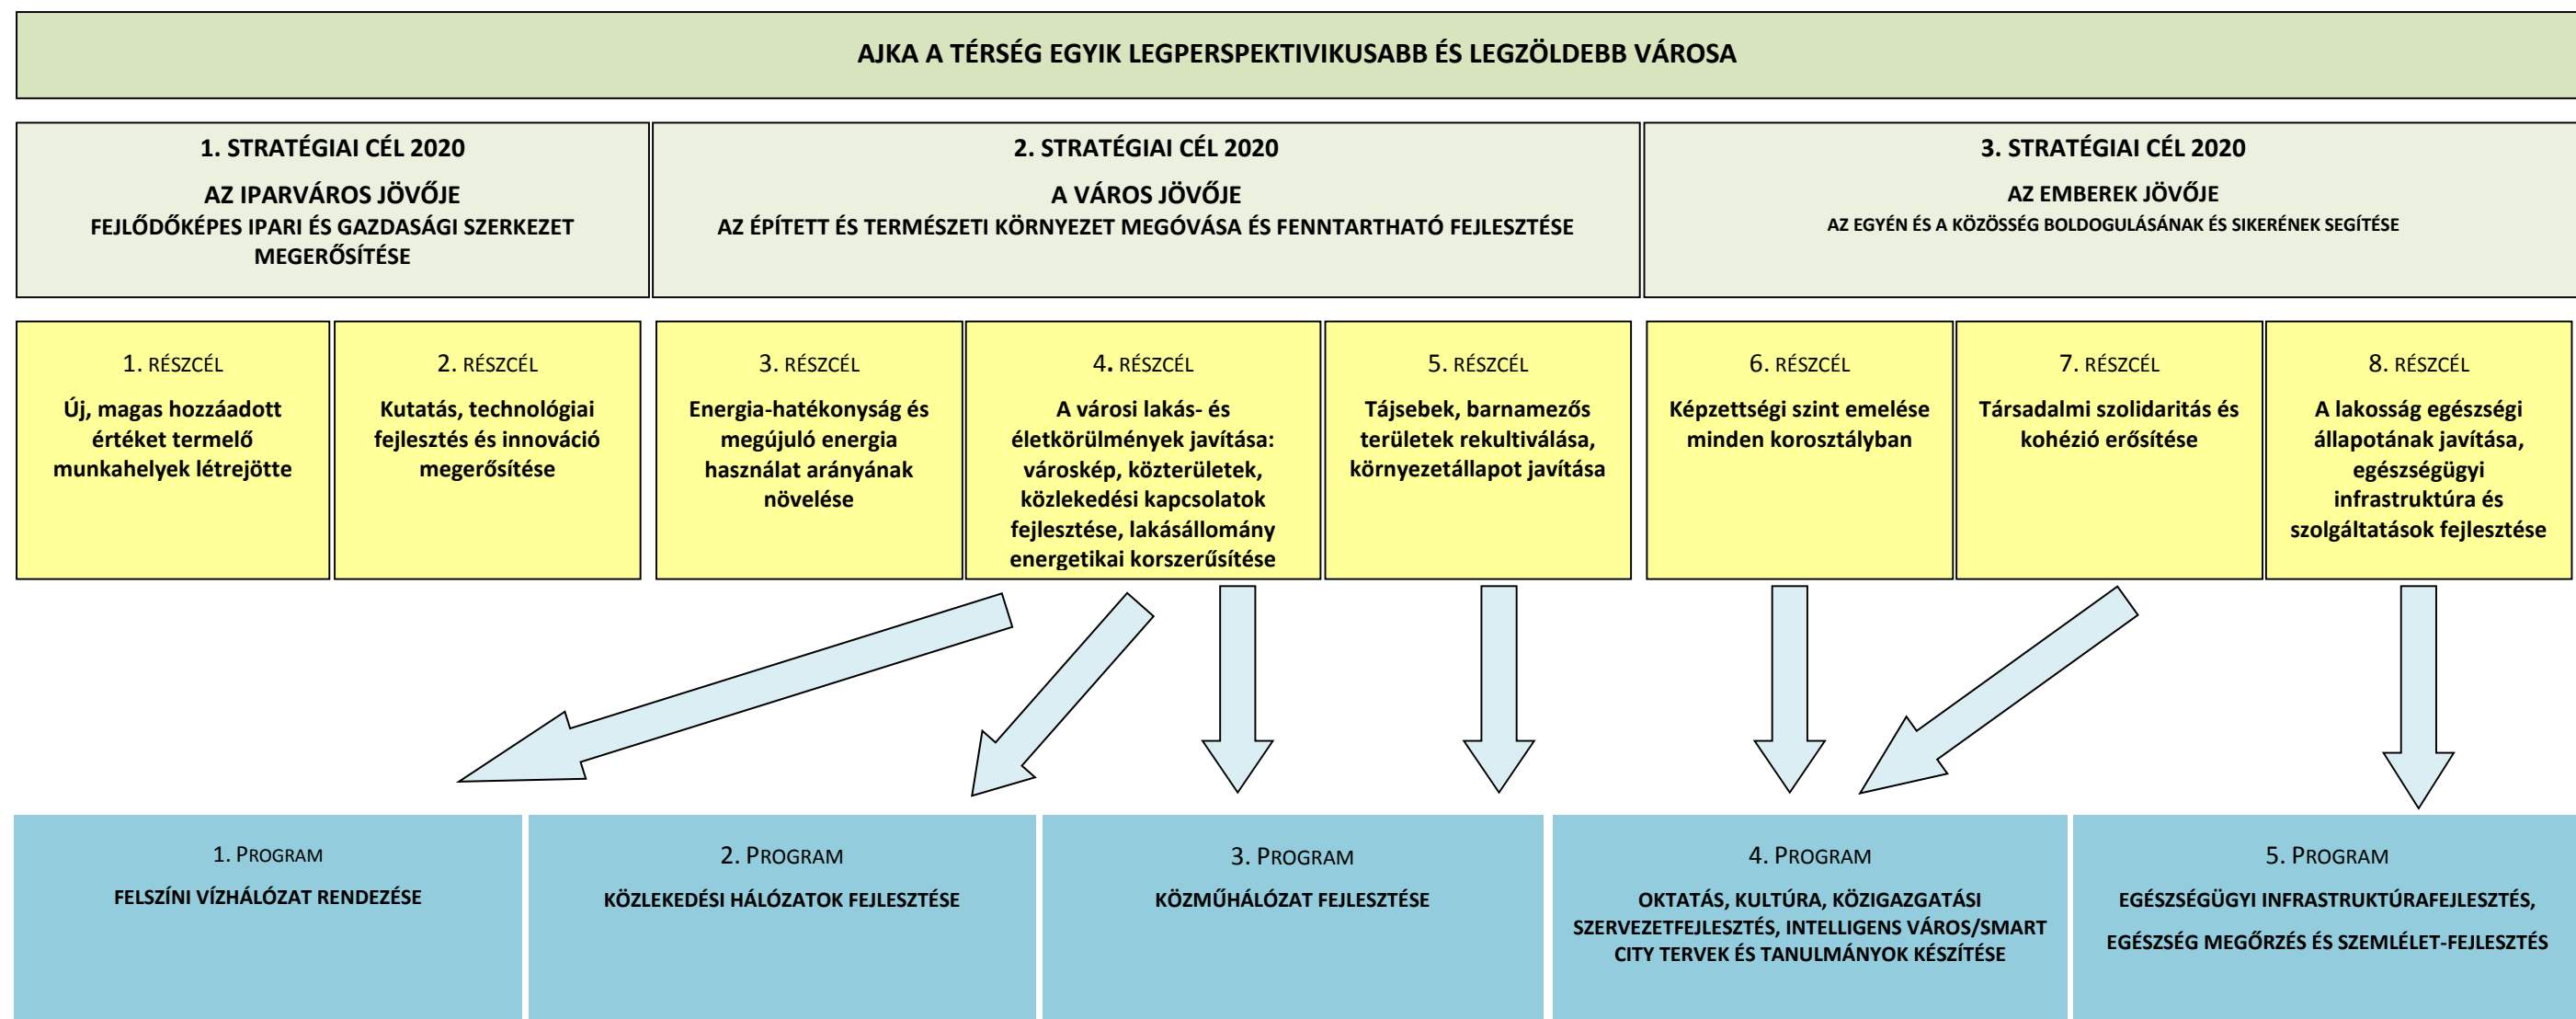 AJKA A TÉRSÉG EGYIK LEGPERSPEKTIVIKUSABB ÉS LEGZÖLDEBB VÁROSA
1. STRATÉGIAI CÉL 2020
AZ IPARVÁROS JÖVŐJE
FEJLŐDŐKÉPES IPARI ÉS GAZDASÁGI SZERKEZET
MEGERŐSÍTÉSE
2. STRATÉGIAI CÉL 2020
A VÁROS JÖVŐJE
AZ ÉPÍTETT ÉS TERMÉSZETI KÖRNYEZET MEGÓVÁSA ÉS FENNTARTHATÓ FEJLESZTÉSE
3. STRATÉGIAI CÉL 2020
AZ EMBEREK JÖVŐJE
AZ EGYÉN ÉS A KÖZÖSSÉG BOLDOGULÁSÁNAK ÉS SIKERÉNEK SEGÍTÉSE
1. RÉSZCÉL
Új, magas hozzáadott
értéket termelő
munkahelyek létrejötte
2. RÉSZCÉL
Kutatás, technológiai
fejlesztés és innováció
megerősítése
3. RÉSZCÉL
Energia-hatékonyság és
megújuló energia
használat arányának
növelése
4. RÉSZCÉL
A városi lakás- és
életkörülmények javítása:
városkép, közterületek,
közlekedési kapcsolatok
fejlesztése, lakásállomány
energetikai korszerűsítése
5. RÉSZCÉL
Tájsebek, barnamezős
területek rekultiválása,
környezetállapot javítása
6. RÉSZCÉL
Képzettségi szint emelése
minden korosztályban
7. RÉSZCÉL
Társadalmi szolidaritás és
kohézió erősítése
8. RÉSZCÉL
A lakosság egészségi
állapotának javítása,
egészségügyi
infrastruktúra és
szolgáltatások fejlesztése
1. PROGRAM
FELSZÍNI VÍZHÁLÓZAT RENDEZÉSE
2. PROGRAM
KÖZLEKEDÉSI HÁLÓZATOK FEJLESZTÉSE
3. PROGRAM
KÖZMŰHÁLÓZAT FEJLESZTÉSE
4. PROGRAM
OKTATÁS, KULTÚRA, KÖZIGAZGATÁSI
SZERVEZETFEJLESZTÉS, INTELLIGENS VÁROS/SMART
CITY TERVEK ÉS TANULMÁNYOK KÉSZÍTÉSE
5. PROGRAM
EGÉSZSÉGÜGYI INFRASTRUKTÚRAFEJLESZTÉS,
EGÉSZSÉG MEGŐRZÉS ÉS SZEMLÉLET-FEJLESZTÉS